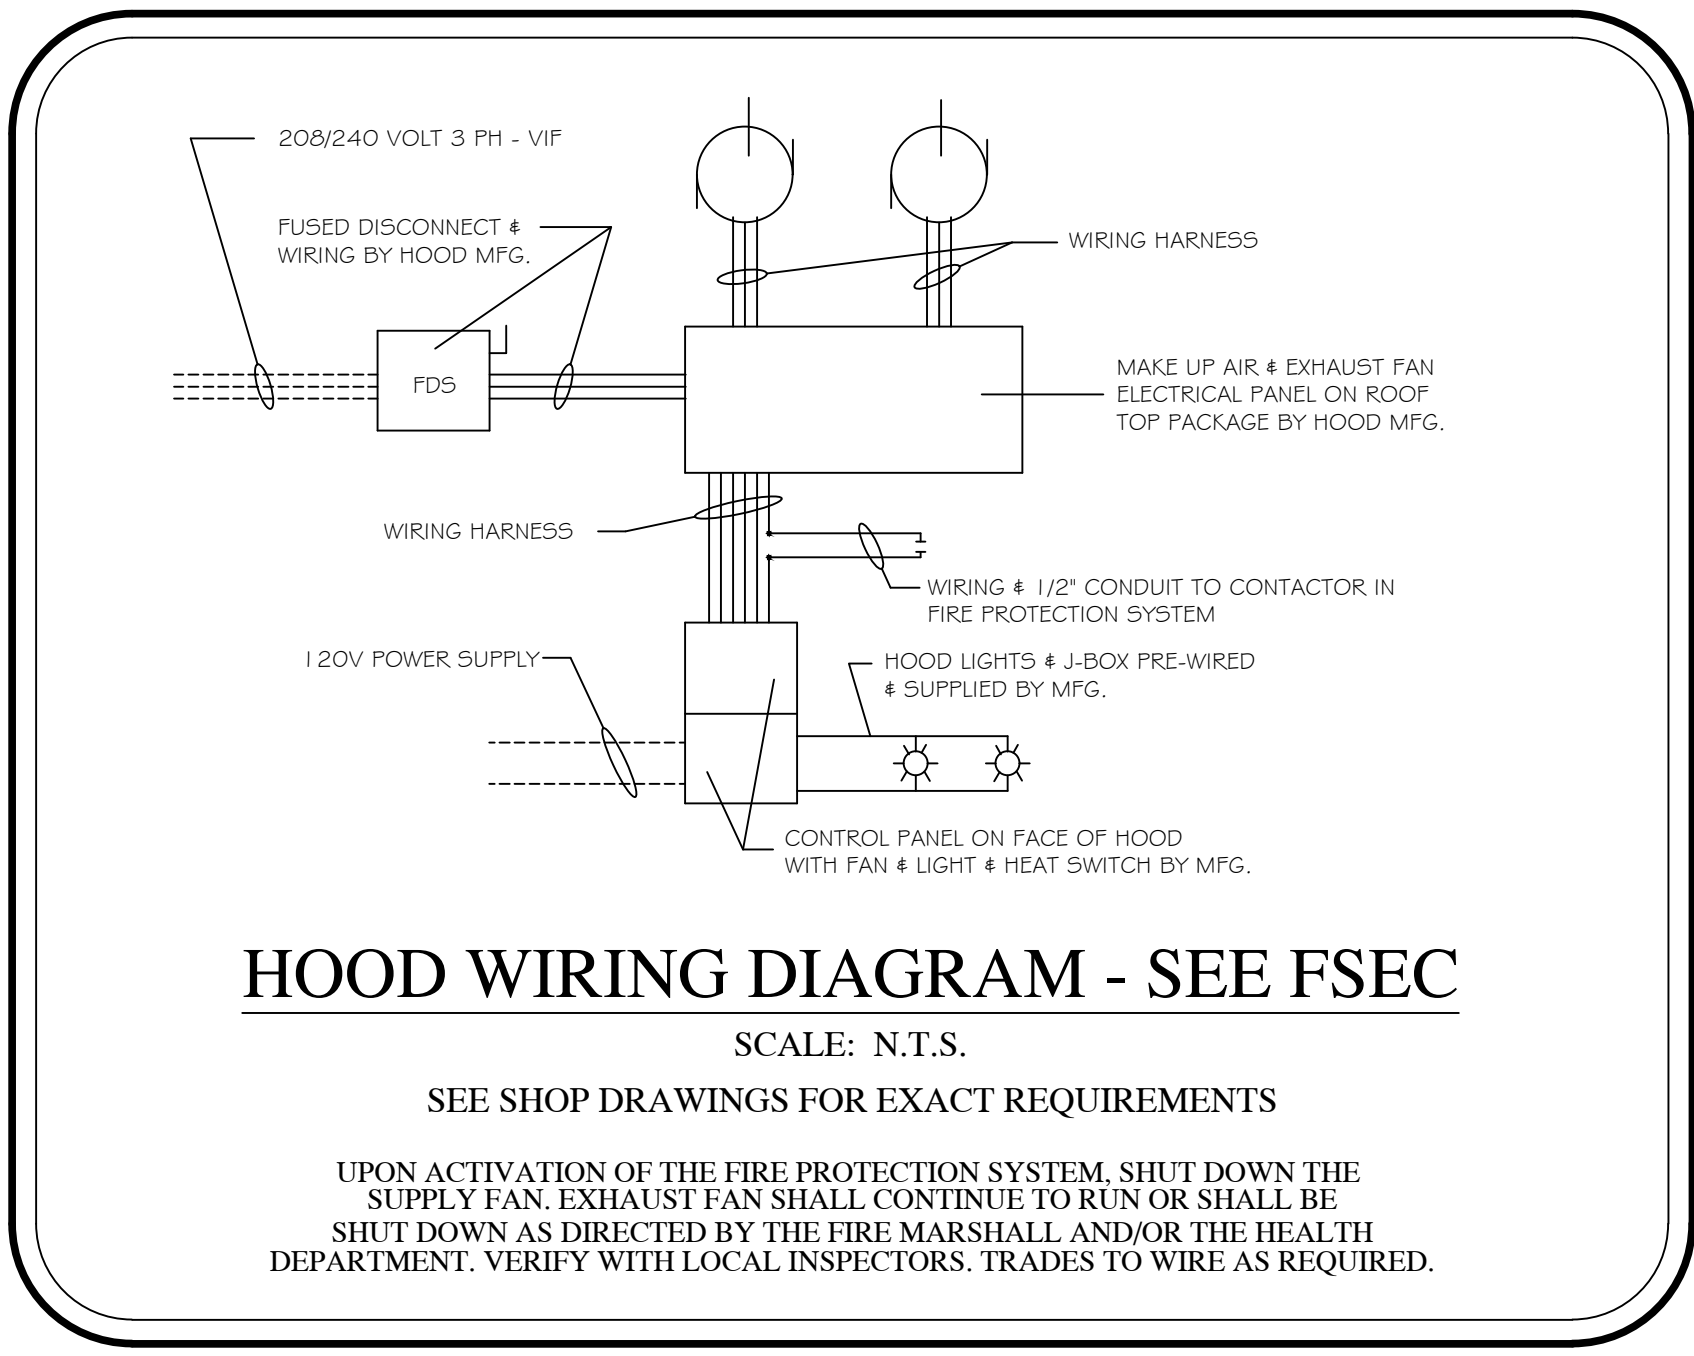 208/240 VOLT 3 PH - VIF
FUSED DISCONNECT &
WIRING BY HOOD MFG.
WIRING HARNESS
FDS
MAKE UP AIR & EXHAUST FAN
ELECTRICAL PANEL ON ROOF
TOP PACKAGE BY HOOD MFG.
WIRING HARNESS
WIRING & 1/2" CONDUIT TO CONTACTOR IN
FIRE PROTECTION SYSTEM
120V POWER SUPPLY
HOOD LIGHTS & J-BOX PRE-WIRED
& SUPPLIED BY MFG.
CONTROL PANEL ON FACE OF HOOD
WITH FAN & LIGHT & HEAT SWITCH BY MFG.
HOOD WIRING DIAGRAM - SEE FSEC
SCALE: N.T.S.
SEE SHOP DRAWINGS FOR EXACT REQUIREMENTS
UPON ACTIVATION OF THE FIRE PROTECTION SYSTEM, SHUT DOWN THE
SUPPLY FAN. EXHAUST FAN SHALL CONTINUE TO RUN OR SHALL BE
SHUT DOWN AS DIRECTED BY THE FIRE MARSHALL AND/OR THE HEALTH
DEPARTMENT. VERIFY WITH LOCAL INSPECTORS. TRADES TO WIRE AS REQUIRED.